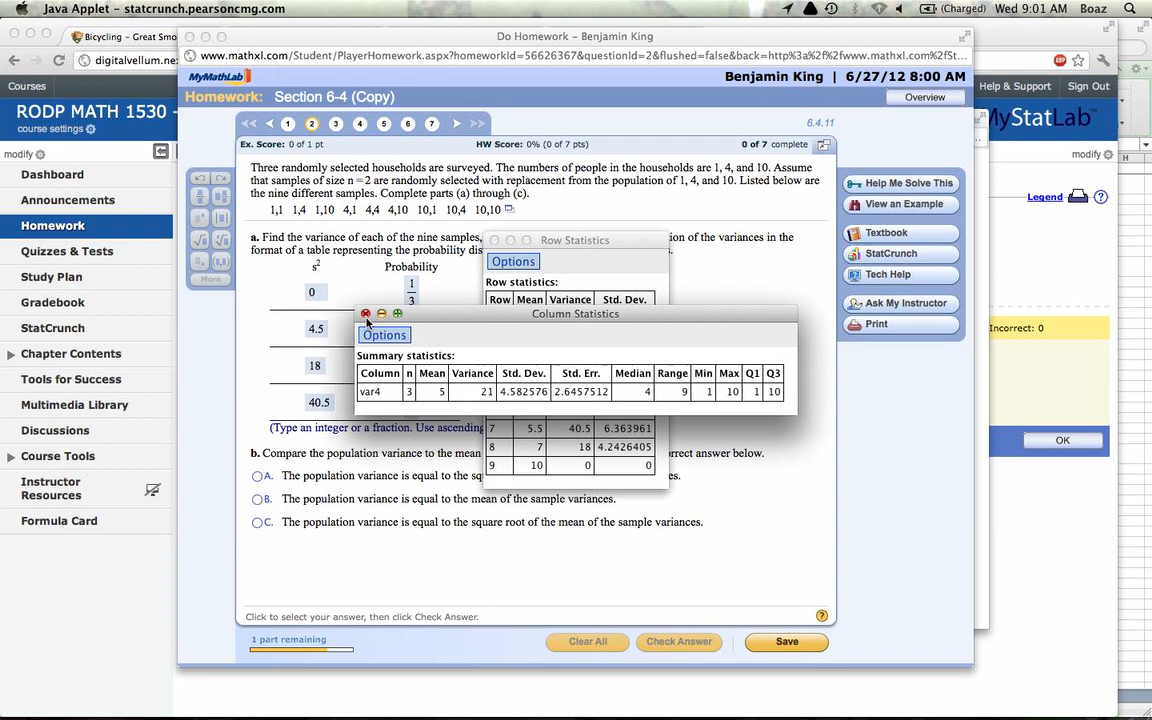 Java Applet - statcrunch.pearsoncmg.com
(Charged) Wed 9:01 AM Boaz
Bicycling - Great Smo
digitalvellum.ne
Do Homework - Benjamin King
www.mathxl.com/Student/PlayerHomework.aspx?homeworkId=56626367&questionId=2&flushed=false&back=http%3a%2f%2fwww.mathxl.com%2fSt...
MyMathLab
Benjamin King | 6/27/12 8:00 AM
Courses
Help & Support
Sign Out
Homework: Section 6-4 (Copy)
Overview
RODP MATH 1530 -
course settings
MyStatLab
1 2 3 4 5 6 7
6.4.11
Ex. Score: 0 of 1 pt
HW Score: 0% (0 of 7 pts)
0 of 7 complete
modify
modify
Legend
H
Dashboard
Announcements
Homework
Quizzes & Tests
Study Plan
Gradebook
StatCrunch
Chapter Contents
Tools for Success
Multimedia Library
Discussions
Course Tools
Instructor
Resources
Formula Card
More
Three randomly selected households are surveyed. The numbers of people in the households are 1, 4, and 10. Assume
that samples of size n = 2 are randomly selected with replacement from the population of 1, 4, and 10. Listed below are
the nine different samples. Complete parts (a) through (c).
1,1 1,4 1,10 4,1 4,4 4,10 10,1 10,4 10,10
a. Find the variance of each of the nine samples,
ion of the variances in the
format of a table representing the probability dis
s.
s2 Probability
0 1
3
4.5
18
40.5
(Type an integer or a fraction. Use ascending
Row Statistics
Options
Row statistics:
Row Mean Variance Std. Dev.
Column Statistics
Options
Summary statistics:
Column n Mean Variance Std. Dev. Std. Err. Median Range Min Max Q1 Q3
var4 3 5 21 4.582576 2.6457512 4 9 1 10 1 10
7 5.5 40.5 6.363961
8 7 18 4.2426405
9 10 0 0
b. Compare the population variance to the mean
orrect answer below.
A. The population variance is equal to the sq
es.
B. The population variance is equal to the mean of the sample variances.
C. The population variance is equal to the square root of the mean of the sample variances.
Click to select your answer, then click Check Answer.
?
1 part remaining
Clear All
Check Answer
Save
Help Me Solve This
View an Example
Textbook
StatCrunch
Tech Help
Ask My Instructor
Print
Incorrect: 0
OK